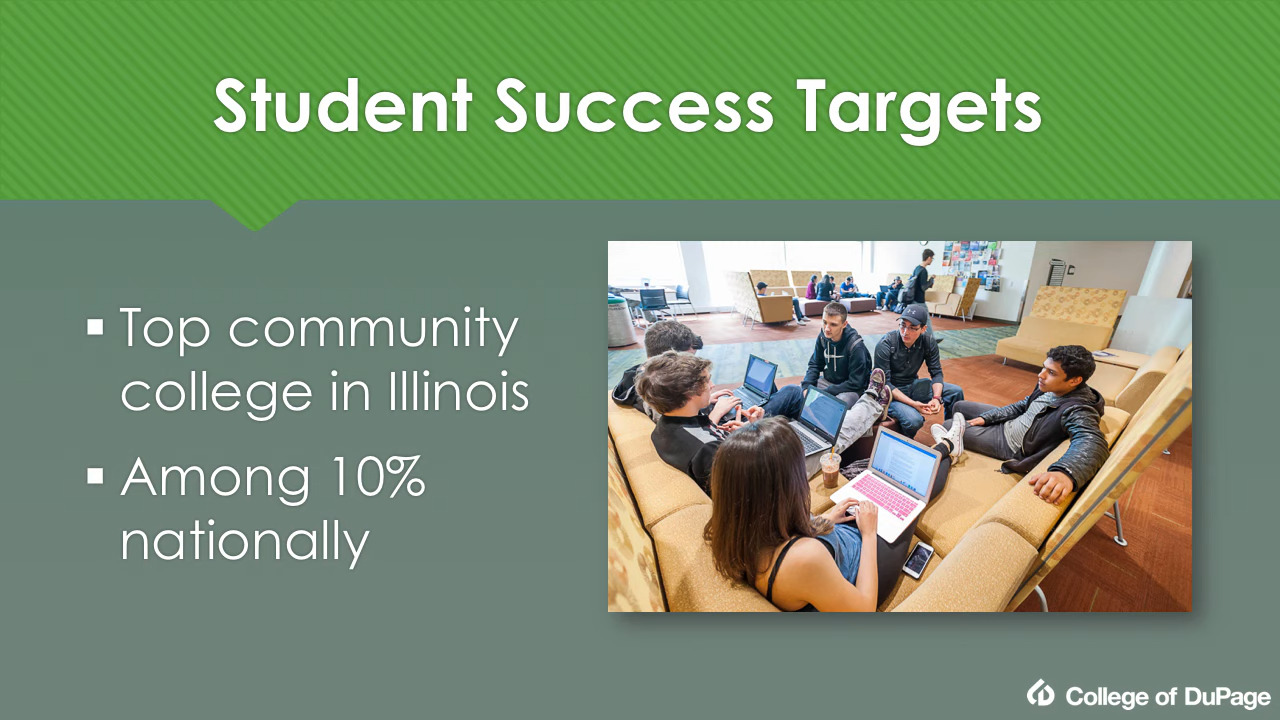 Student Success Targets
▪ Top community
college in Illinois
▪ Among 10%
nationally
College of DuPage